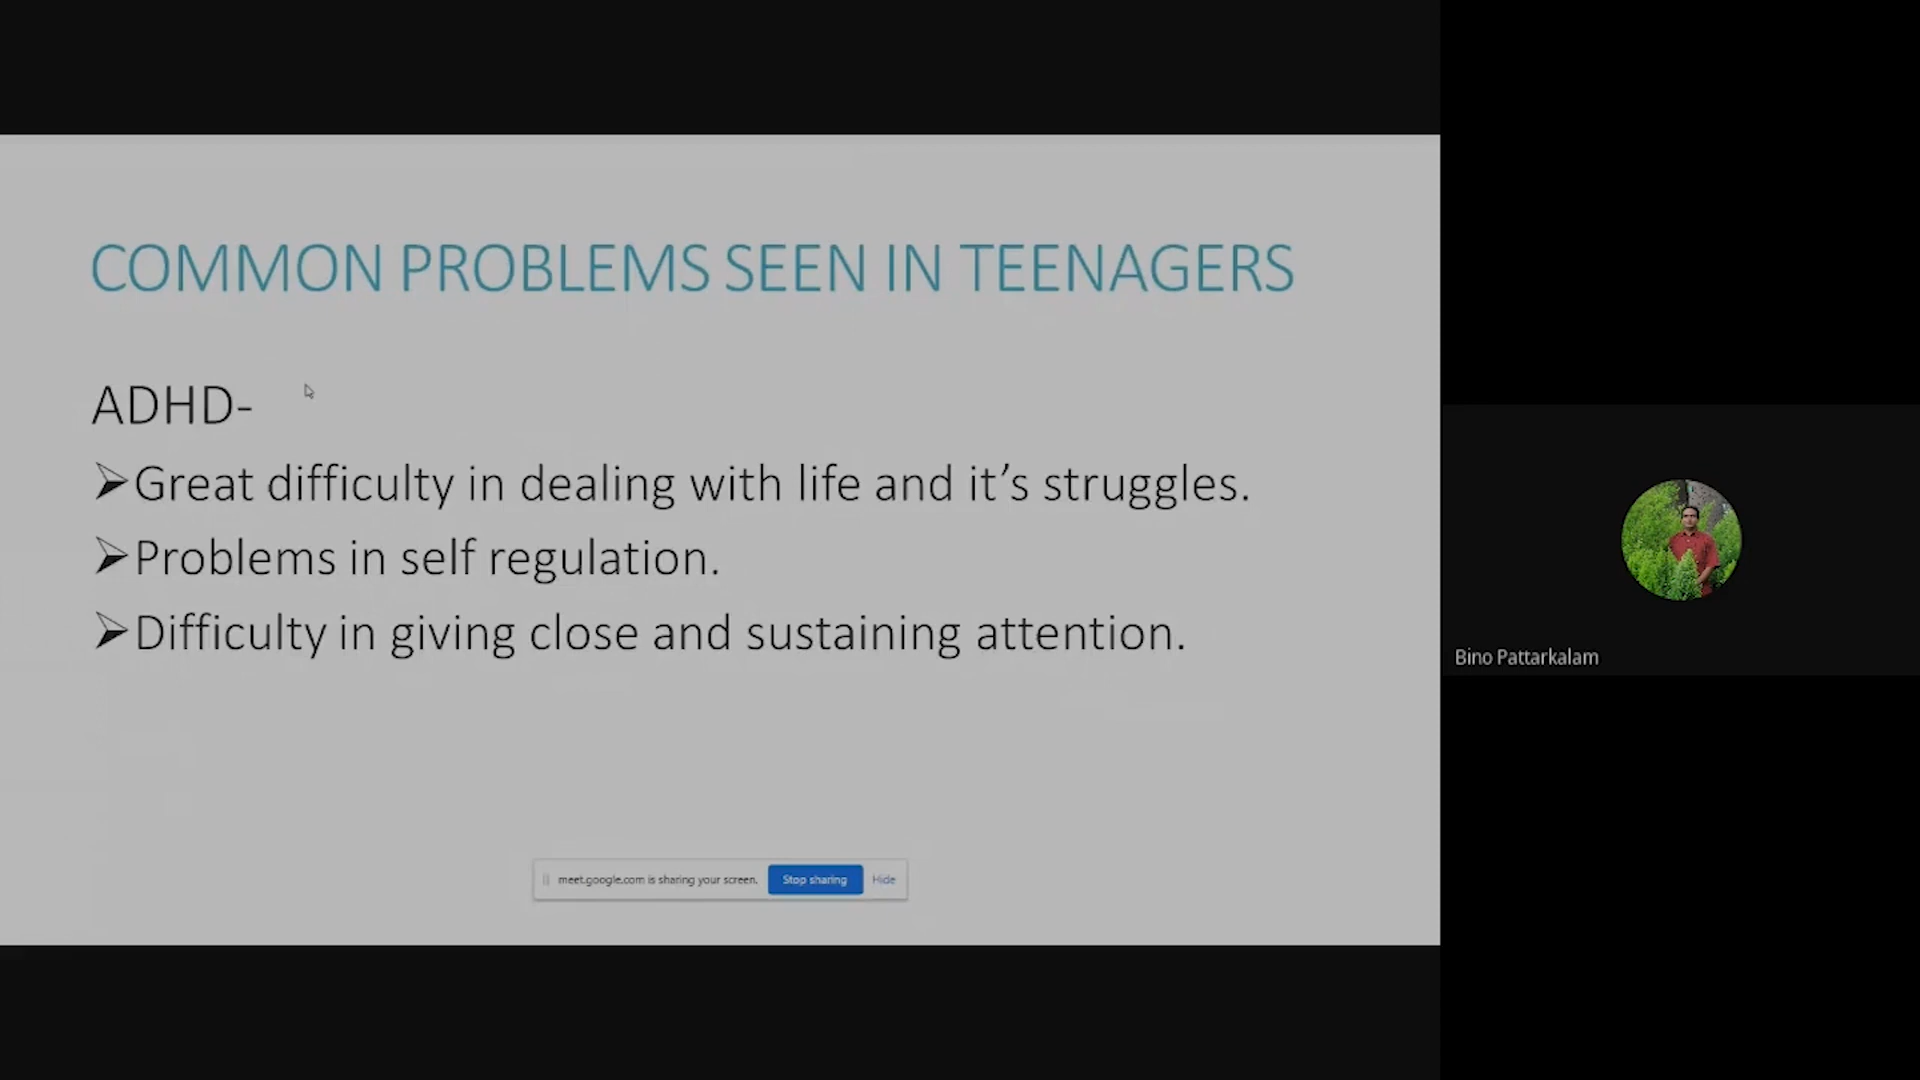 COMMON PROBLEMS SEEN IN TEENAGERS
ADHD-
➢Great difficulty in dealing with life and it’s struggles.
➢Problems in self regulation.
➢Difficulty in giving close and sustaining attention.
meet.google.com is sharing your screen. Stop sharing Hide
Bino Pattarkalam